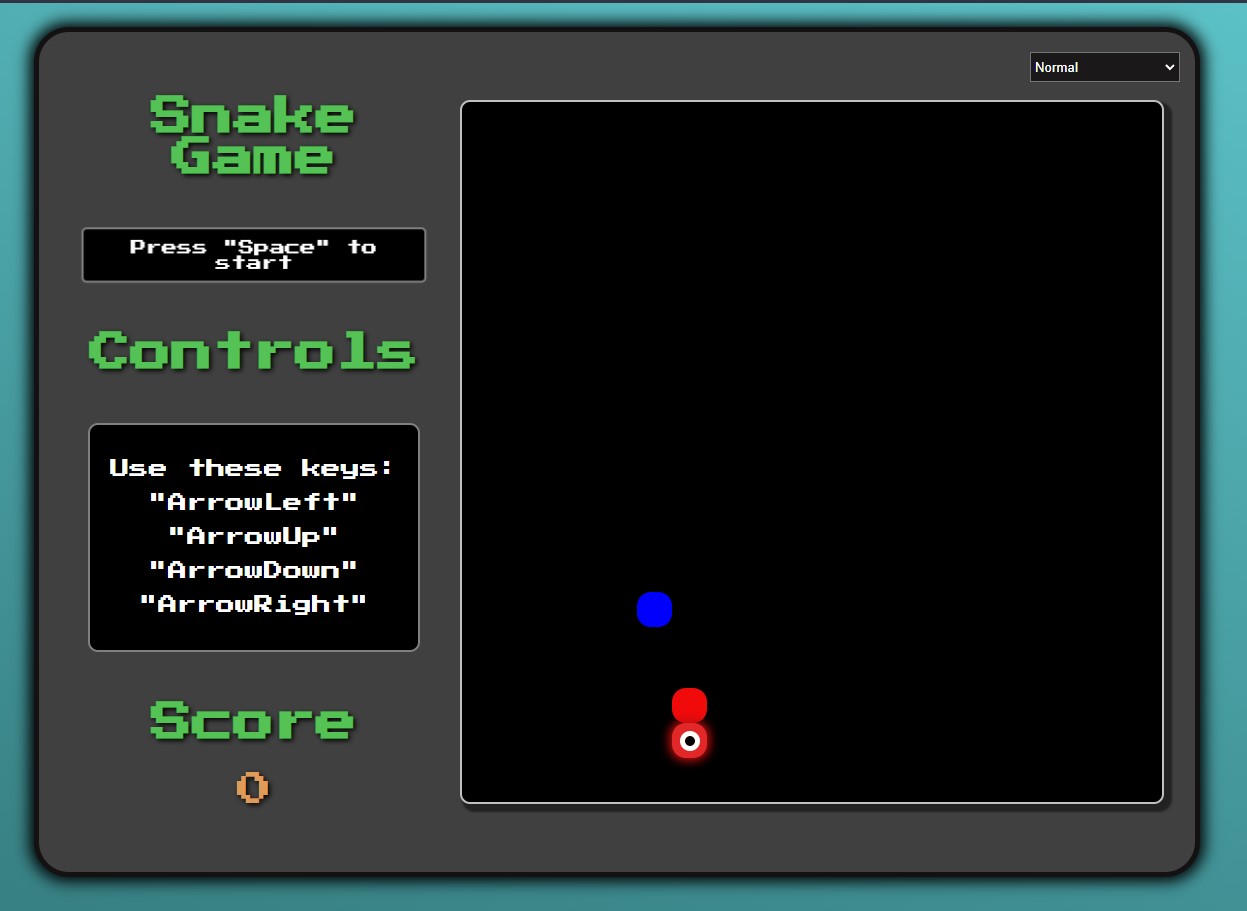 Normal
Snake
Game
Press "Space" to
start
Controls
Use these keys:
"ArrowLeft"
"ArrowUp"
"ArrowDown"
"ArrowRight"
Score
0